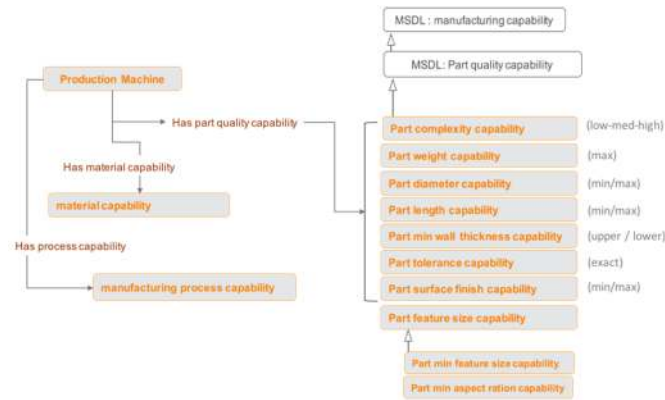 MSDL : manufacturing capability
MSDL: Part quality capability
Production Machine
Has part quality capability
Has material capability
material capability
Has process capability
manufacturing process capability
Part complexity capability (low-med-high)
Part weight capability (max)
Part diameter capability (min/max)
Part length capability (min/max)
Part min wall thickness capability (upper / lower)
Part tolerance capability (exact)
Part surface finish capability (min/max)
Part feature size capability
Part min feature size capability
Part min aspect ration capability